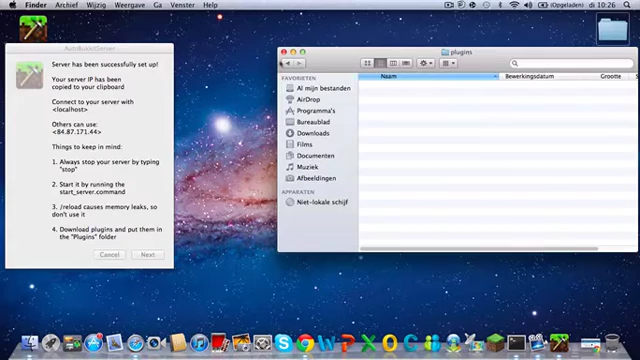 Finder Archief Wijzig Weergave Ga Venster Help
(Opgeladen) di 10:26
AutoBukkitServer
Server has been successfully set up!
Your server IP has been
copied to your clipboard
Connect to your server with
<localhost>
Others can use:
<84.87.171.44>
Things to keep in mind:
1. Always stop your server by typing
"stop"
2. Start it by running the
start_server.command
3. /reload causes memory leaks, so
don't use it
4. Download plugins and put them in
the "Plugins" folder
Cancel Next
plugins
FAVORIETEN
Al mijn bestanden
AirDrop
Programma's
Bureaublad
Downloads
Films
Documenten
Muziek
Afbeeldingen
APPARATEN
Niet-lokale schijf
Naam Bewerkingsdatum Grootte